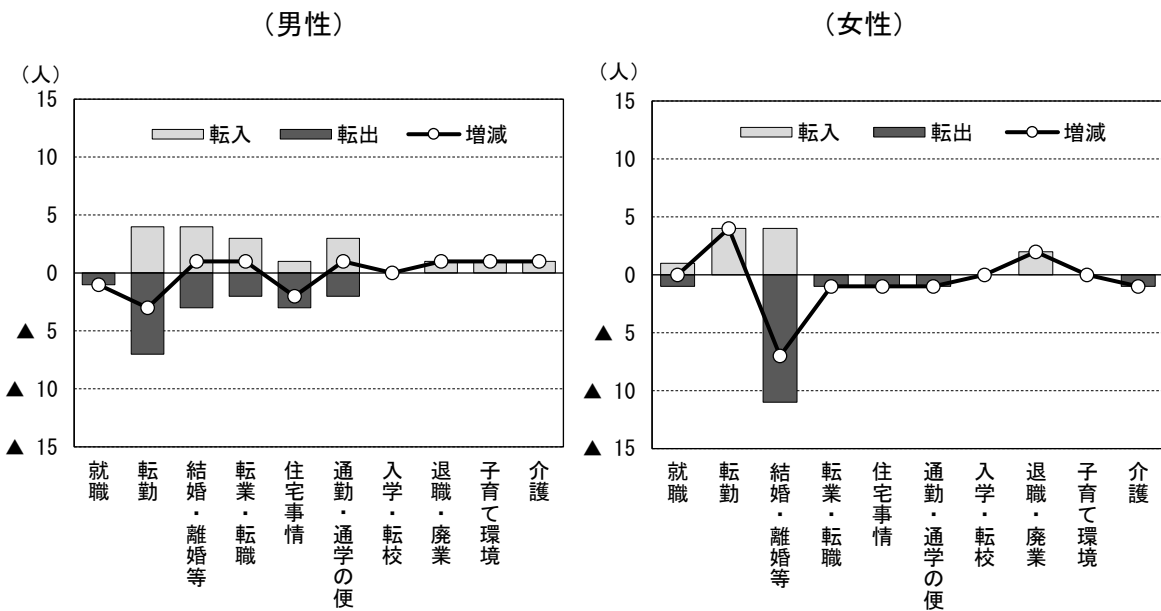 （男性）
（人）
15
10
5
0
▲ 5
▲ 10
▲ 15
転入
転出
増減
就職
転勤
結婚・離婚等
転業・転職
住宅事情
通勤・通学の便
入学・転校
退職・廃業
子育て環境
介護
（女性）
（人）
15
10
5
0
▲ 5
▲ 10
▲ 15
転入
転出
増減
就職
転勤
結婚・離婚等
転業・転職
住宅事情
通勤・通学の便
入学・転校
退職・廃業
子育て環境
介護